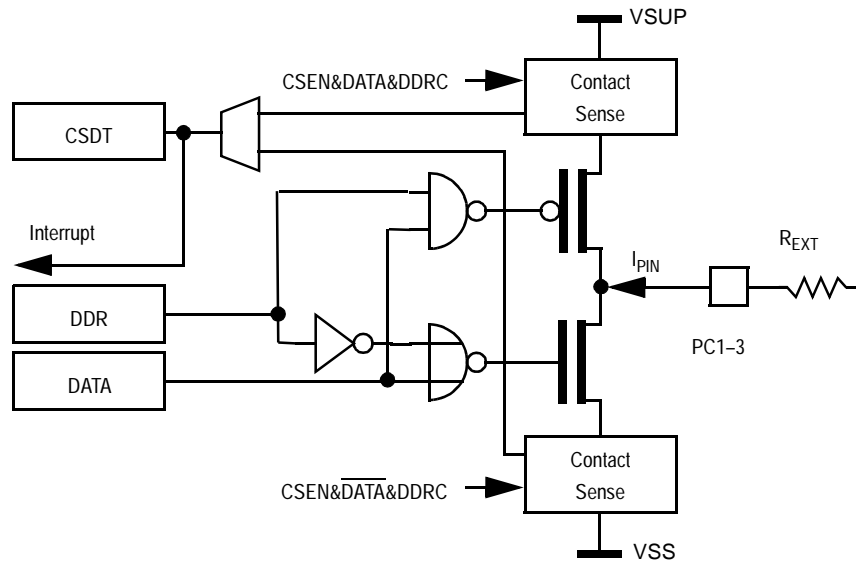 VSUP
CSEN&DATA&DDRC
Contact
Sense
CSDT
Interrupt
I_PIN
R_EXT
DDR
PC1–3
DATA
Contact
Sense
CSEN&D̅A̅T̅A̅&DDRC
VSS